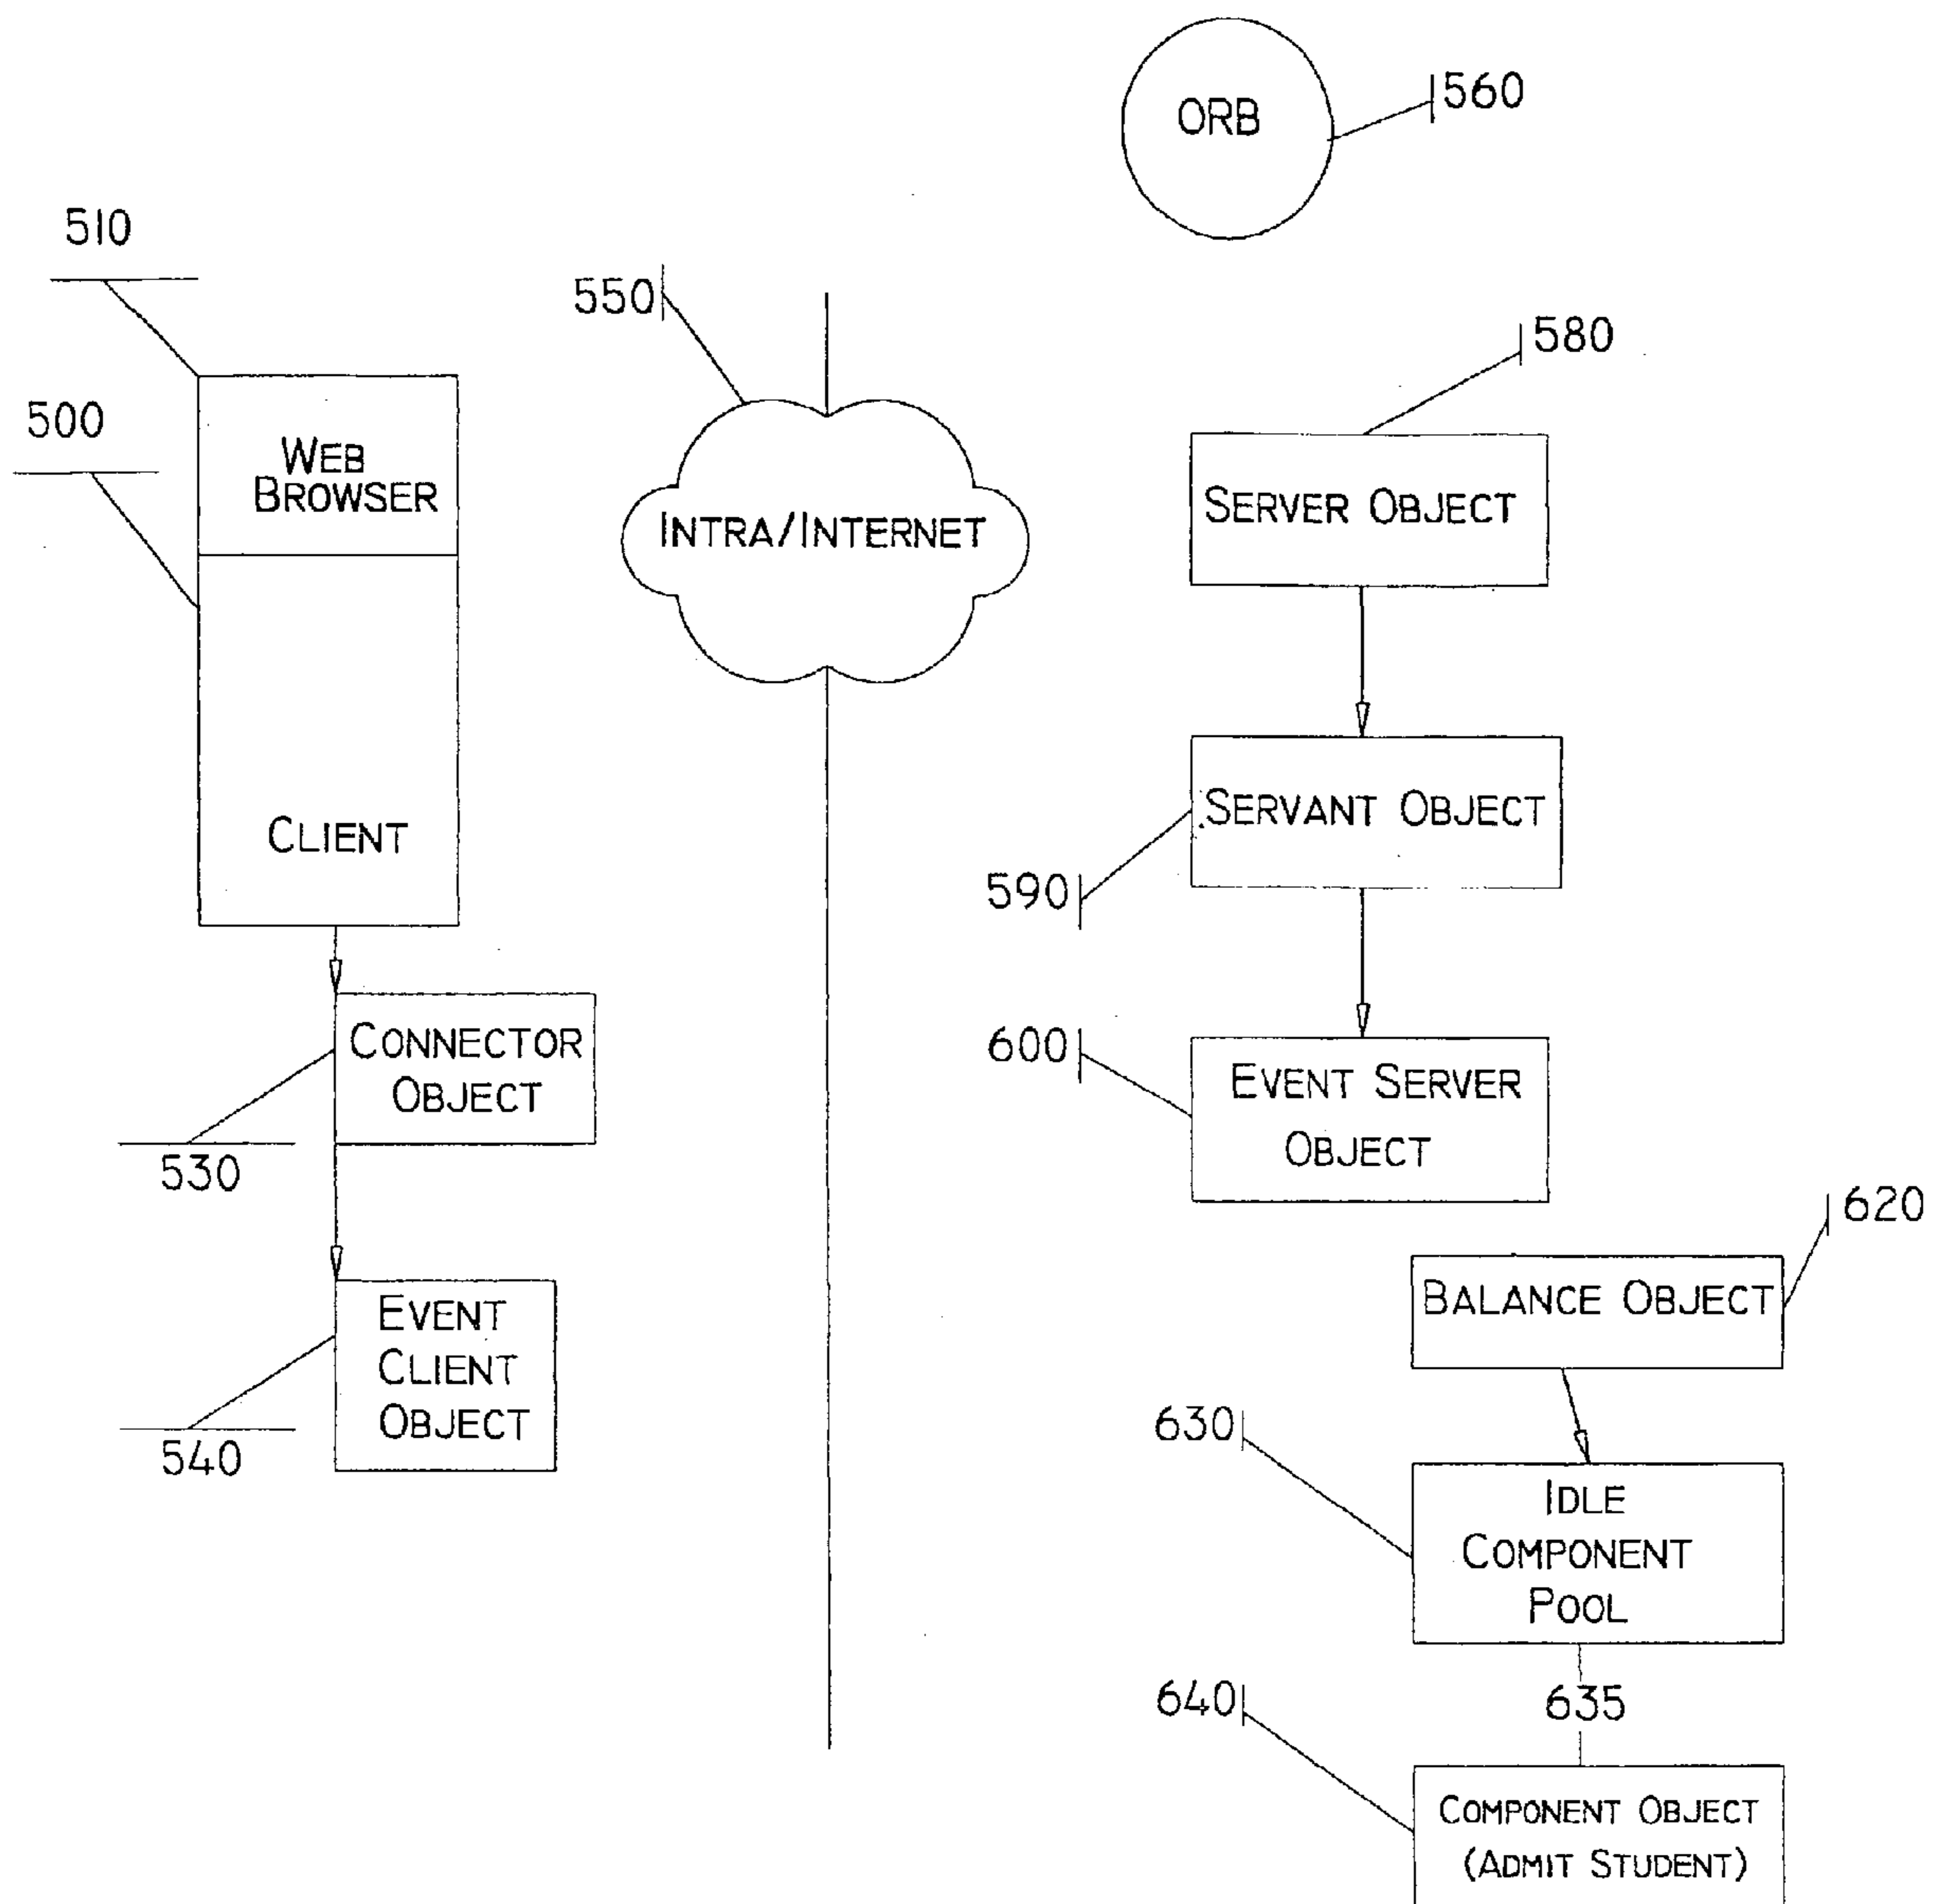 ORB
560
510
550
580
500
WEB
BROWSER
INTRA/INTERNET
SERVER OBJECT
CLIENT
SERVANT OBJECT
590
CONNECTOR
OBJECT
530
600
EVENT SERVER
OBJECT
620
BALANCE OBJECT
EVENT
CLIENT
OBJECT
540
630
IDLE
COMPONENT
POOL
635
640
COMPONENT OBJECT
(ADMIT STUDENT)